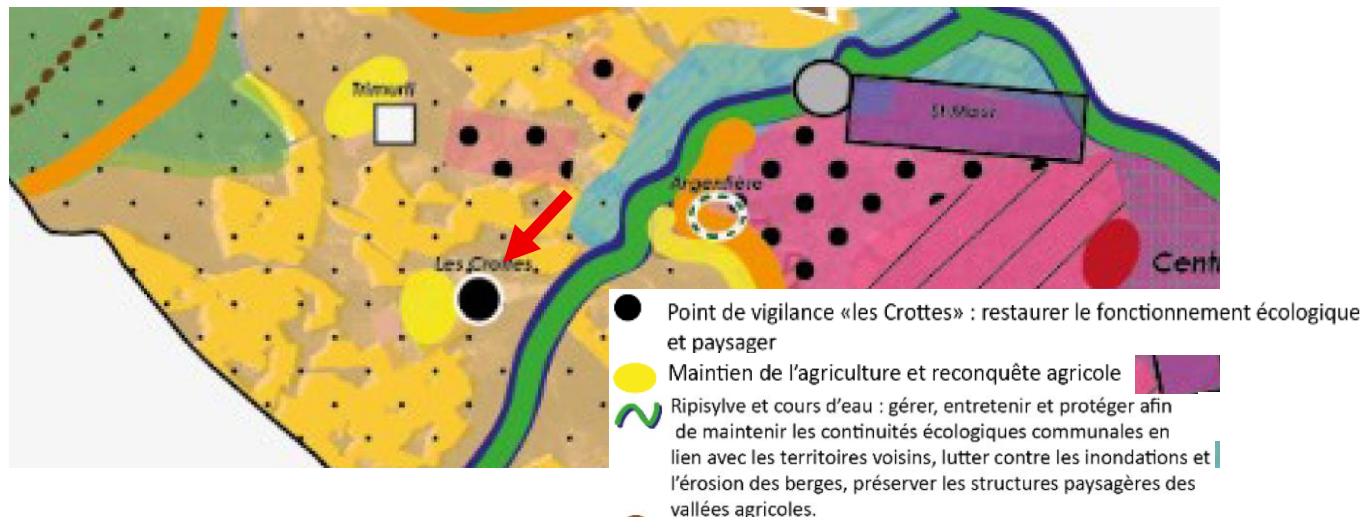 Trimurti
St Maur
Argentière
Les Crottes
Cent
Point de vigilance «les Crottes» : restaurer le fonctionnement écologique
et paysager
Maintien de l'agriculture et reconquête agricole
Ripisylve et cours d'eau : gérer, entretenir et protéger afin
de maintenir les continuités écologiques communales en
lien avec les territoires voisins, lutter contre les inondations et
l'érosion des berges, préserver les structures paysagères des
vallées agricoles.